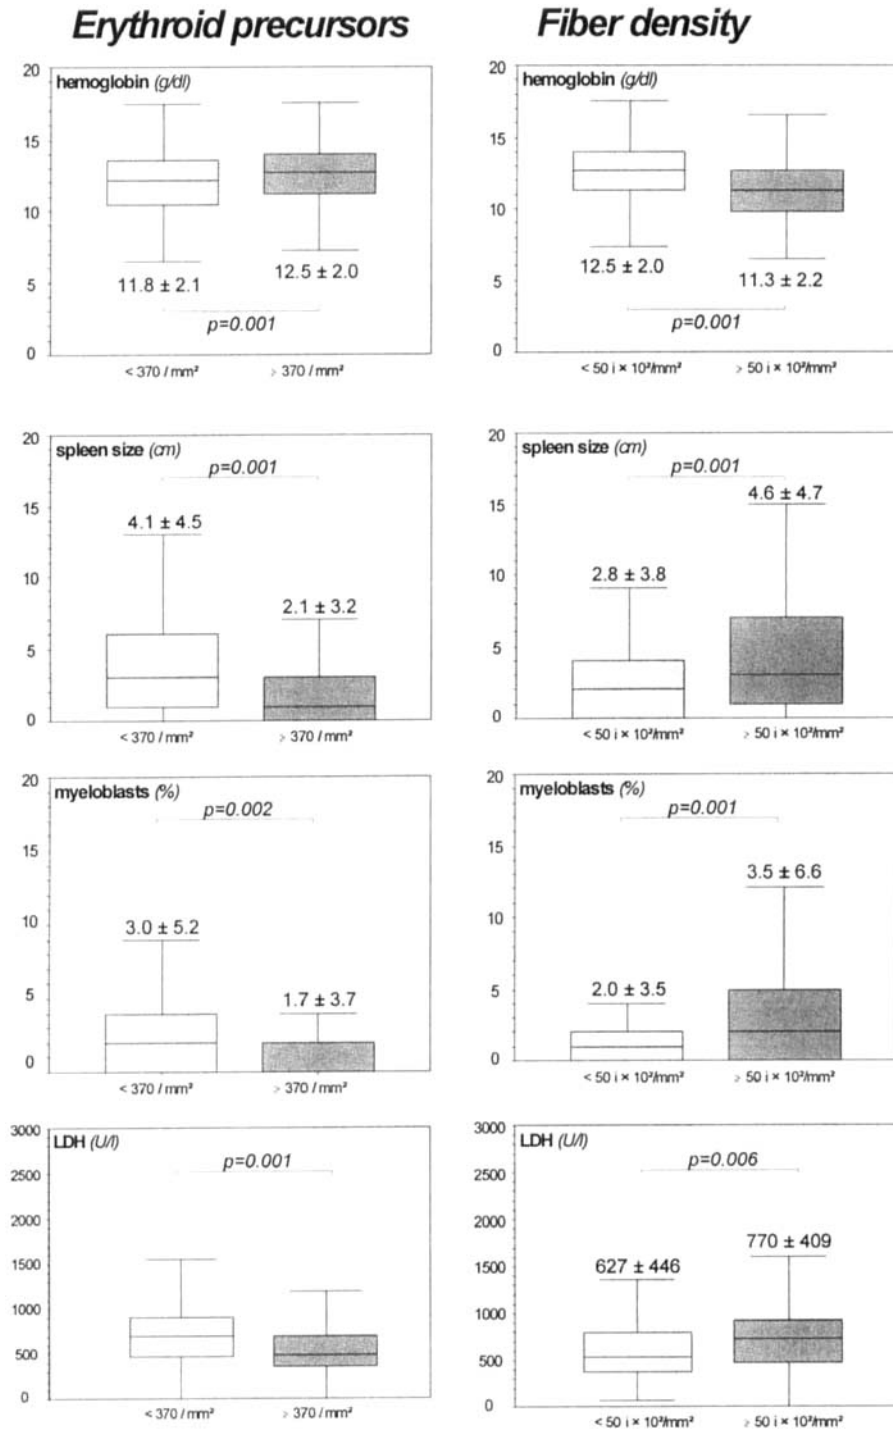 Erythroid precursors
Fiber density
hemoglobin (g/dl)
20
15
10
5
0
11.8 ± 2.1
12.5 ± 2.0
p=0.001
< 370 / mm²
≥ 370 / mm²
hemoglobin (g/dl)
20
15
10
5
0
12.5 ± 2.0
11.3 ± 2.2
p=0.001
< 50 i × 10²/mm²
≥ 50 i × 10²/mm²
spleen size (cm)
20
15
10
5
0
p=0.001
4.1 ± 4.5
2.1 ± 3.2
< 370 / mm²
≥ 370 / mm²
spleen size (cm)
20
15
10
5
0
p=0.001
2.8 ± 3.8
4.6 ± 4.7
< 50 i × 10²/mm²
≥ 50 i × 10²/mm²
myeloblasts (%)
20
15
10
5
0
p=0.002
3.0 ± 5.2
1.7 ± 3.7
< 370 / mm²
≥ 370 / mm²
myeloblasts (%)
20
15
10
5
0
p=0.001
2.0 ± 3.5
3.5 ± 6.6
< 50 i × 10²/mm²
≥ 50 i × 10²/mm²
LDH (U/l)
3000
2500
2000
1500
1000
500
0
p=0.001
< 370 / mm²
≥ 370 / mm²
LDH (U/l)
3000
2500
2000
1500
1000
500
0
p=0.006
627 ± 446
770 ± 409
< 50 i × 10²/mm²
≥ 50 i × 10²/mm²